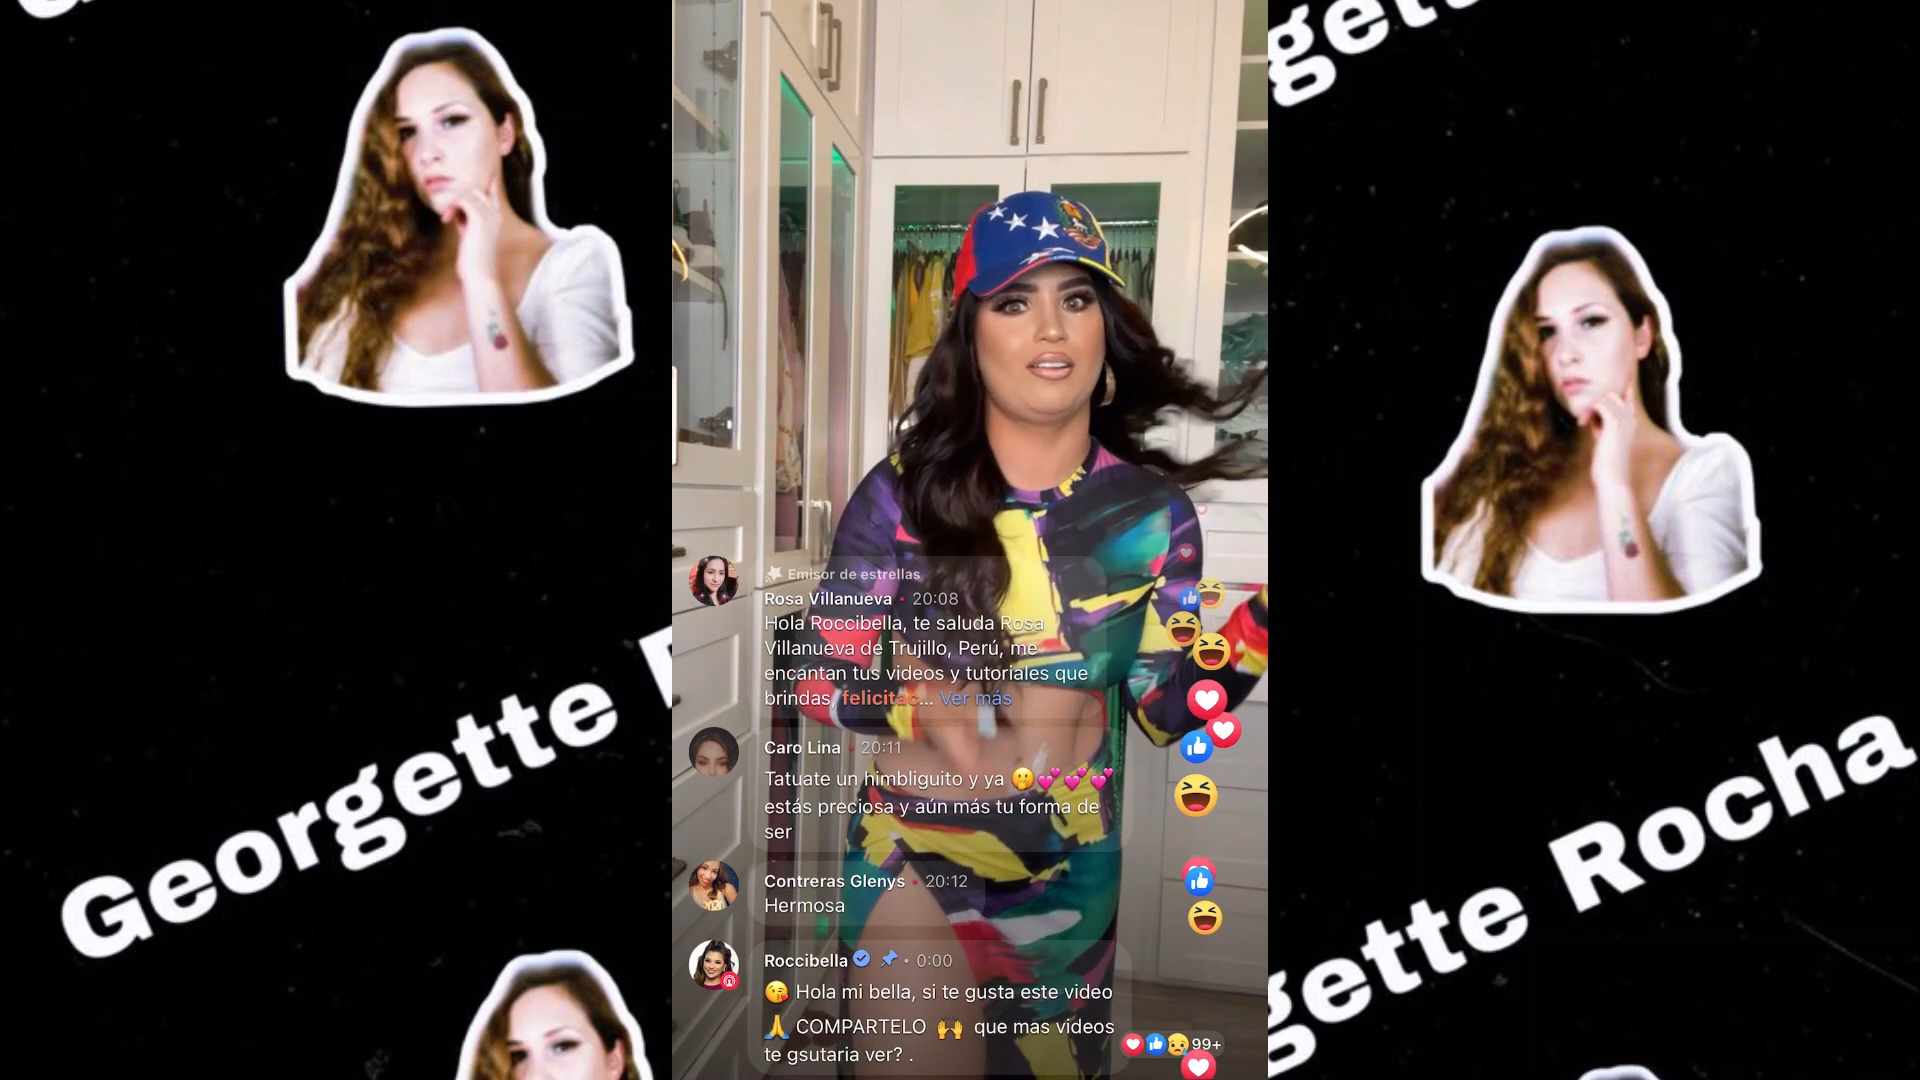 G
gette
Emisor de estrellas
Rosa Villanueva • 20:08
Hola Roccibella, te saluda Rosa
Villanueva de Trujillo, Perú, me
encantan tus videos y tutoriales que
brindas, felicitac... Ver más
Caro Lina • 20:11
Tatuate un himbliguito y ya 🤭💕💕💕
estás preciosa y aún más tu forma de
ser
Contreras Glenys • 20:12
Hermosa
Roccibella • 0:00
😘 Hola mi bella, si te gusta este video
🙏 COMPARTELO 🙌 que mas videos
te gsutaria ver? .
99+
Georgette R
gette Rocha